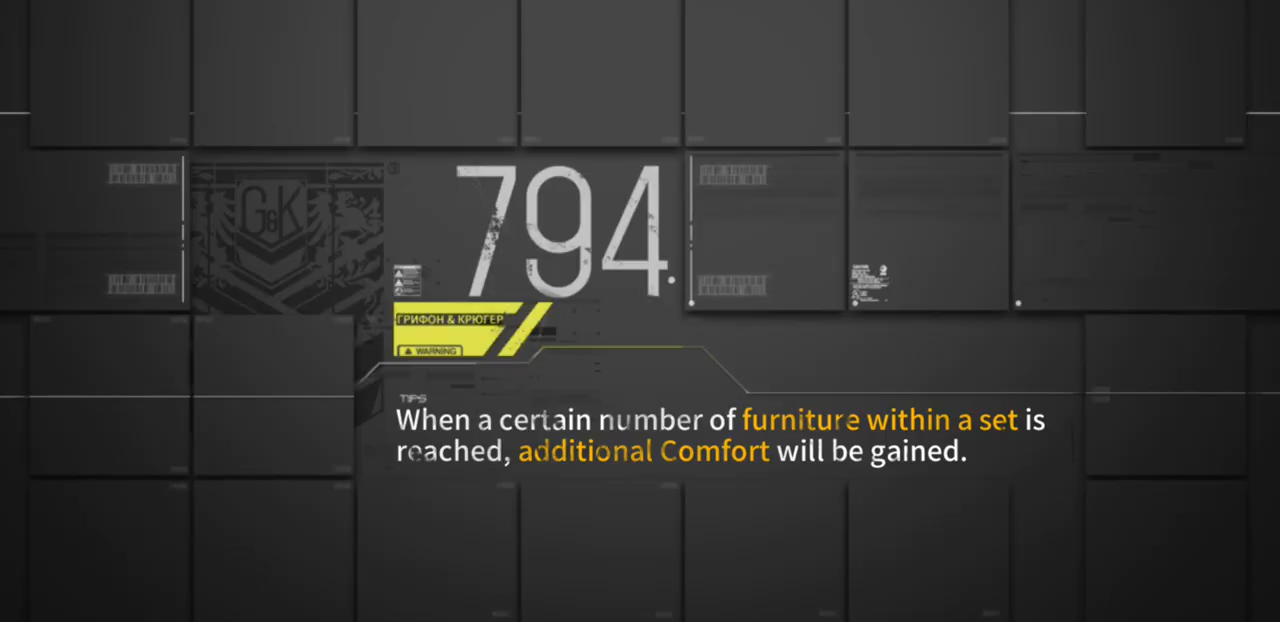 G&K
794.
ГРИФОН & КРЮГЕР
WARNING
TIPS
When a certain number of furniture within a set is
reached, additional Comfort will be gained.